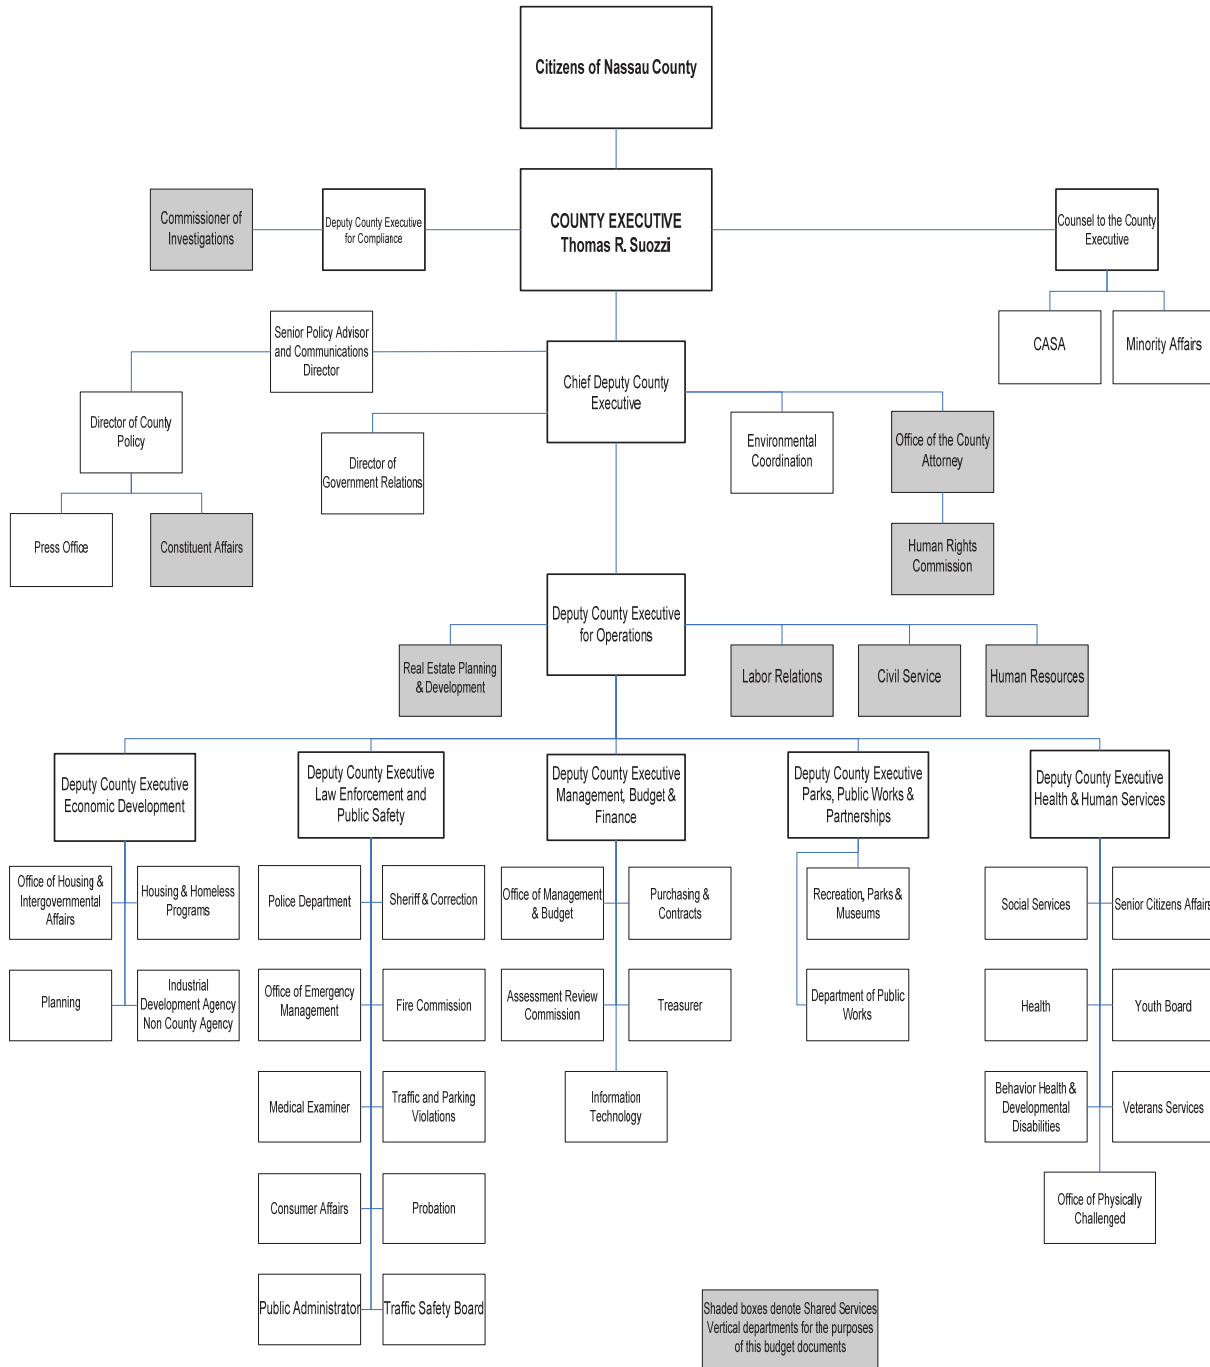 Citizens of Nassau County
COUNTY EXECUTIVE
Thomas R. Suozzi
Commissioner of
Investigations
Deputy County Executive
for Compliance
Counsel to the County
Executive
CASA
Minority Affairs
Senior Policy Advisor
and Communications
Director
Chief Deputy County
Executive
Director of County
Policy
Director of
Government Relations
Environmental
Coordination
Office of the County
Attorney
Press Office
Constituent Affairs
Human Rights
Commission
Deputy County Executive
for Operations
Real Estate Planning
& Development
Labor Relations
Civil Service
Human Resources
Deputy County Executive
Economic Development
Deputy County Executive
Law Enforcement and
Public Safety
Deputy County Executive
Management, Budget &
Finance
Deputy County Executive
Parks, Public Works &
Partnerships
Deputy County Executive
Health & Human Services
Office of Housing &
Intergovernmental
Affairs
Housing & Homeless
Programs
Police Department
Sheriff & Correction
Office of Management
& Budget
Purchasing &
Contracts
Recreation, Parks &
Museums
Social Services
Senior Citizens Affairs
Planning
Industrial
Development Agency
Non County Agency
Office of Emergency
Management
Fire Commission
Assessment Review
Commission
Treasurer
Department of Public
Works
Health
Youth Board
Medical Examiner
Traffic and Parking
Violations
Information
Technology
Behavior Health &
Developmental
Disabilities
Veterans Services
Consumer Affairs
Probation
Office of Physically
Challenged
Public Administrator
Traffic Safety Board
Shaded boxes denote Shared Services
Vertical departments for the purposes
of this budget documents